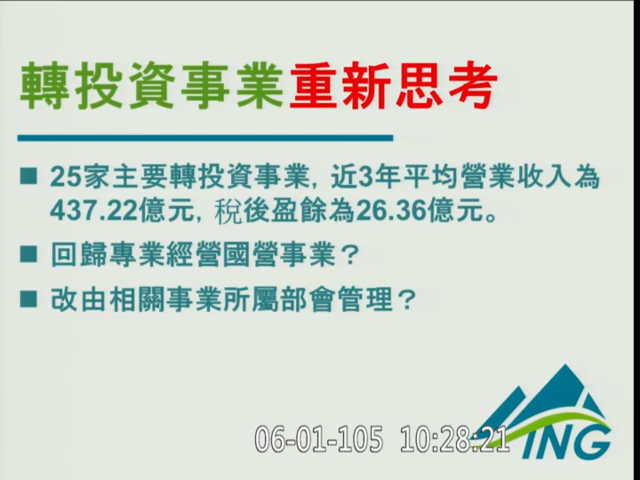 轉投資事業重新思考
25家主要轉投資事業，近3年平均營業收入為
437.22億元，稅後盈餘為26.36億元。
回歸專業經營國營事業？
改由相關事業所屬部會管理？
06-01-105 10:28:21
ING